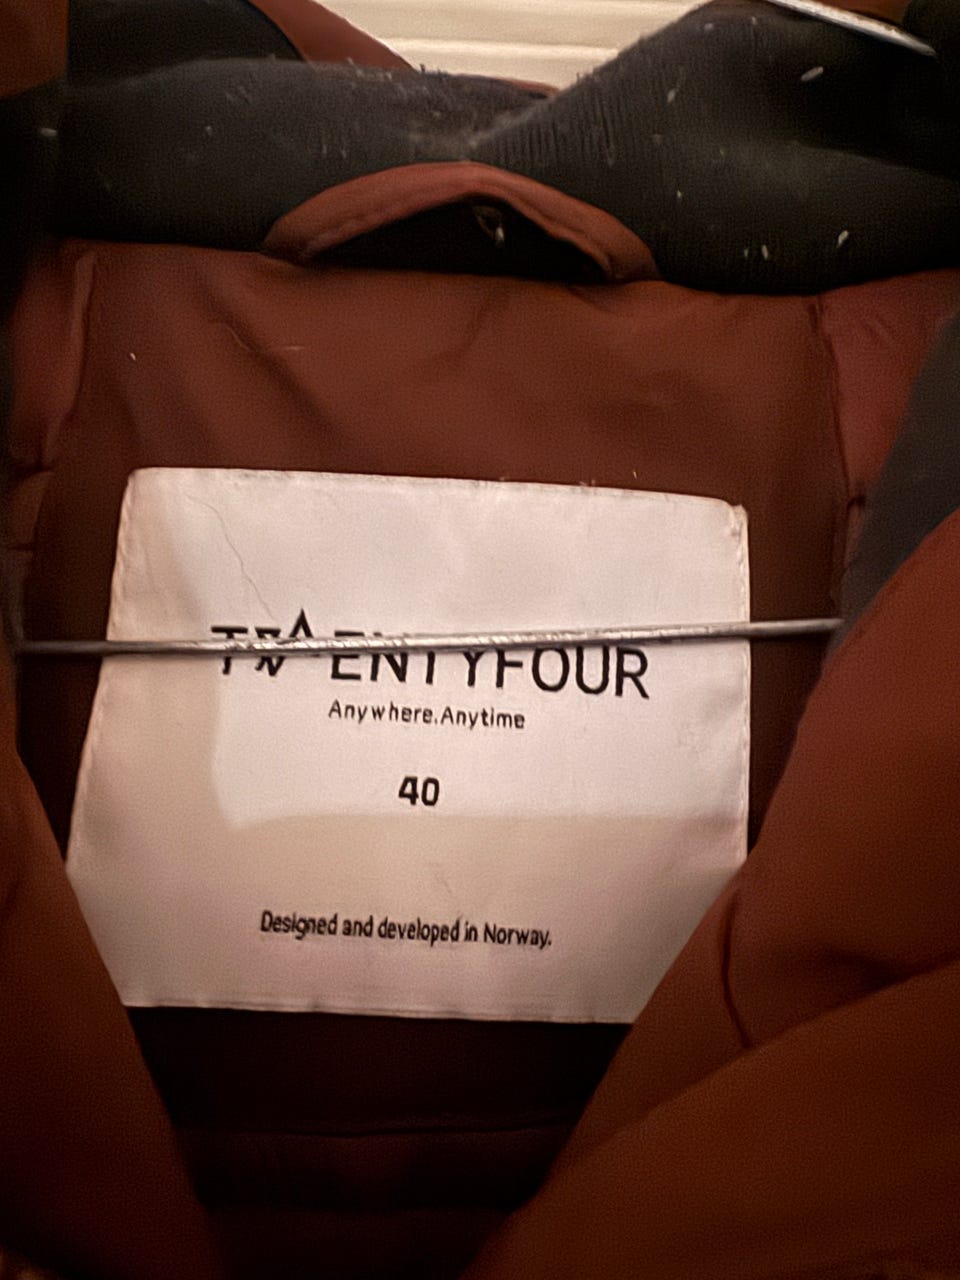 TWENTYFOUR
Anywhere.Anytime
40
Designed and developed in Norway.